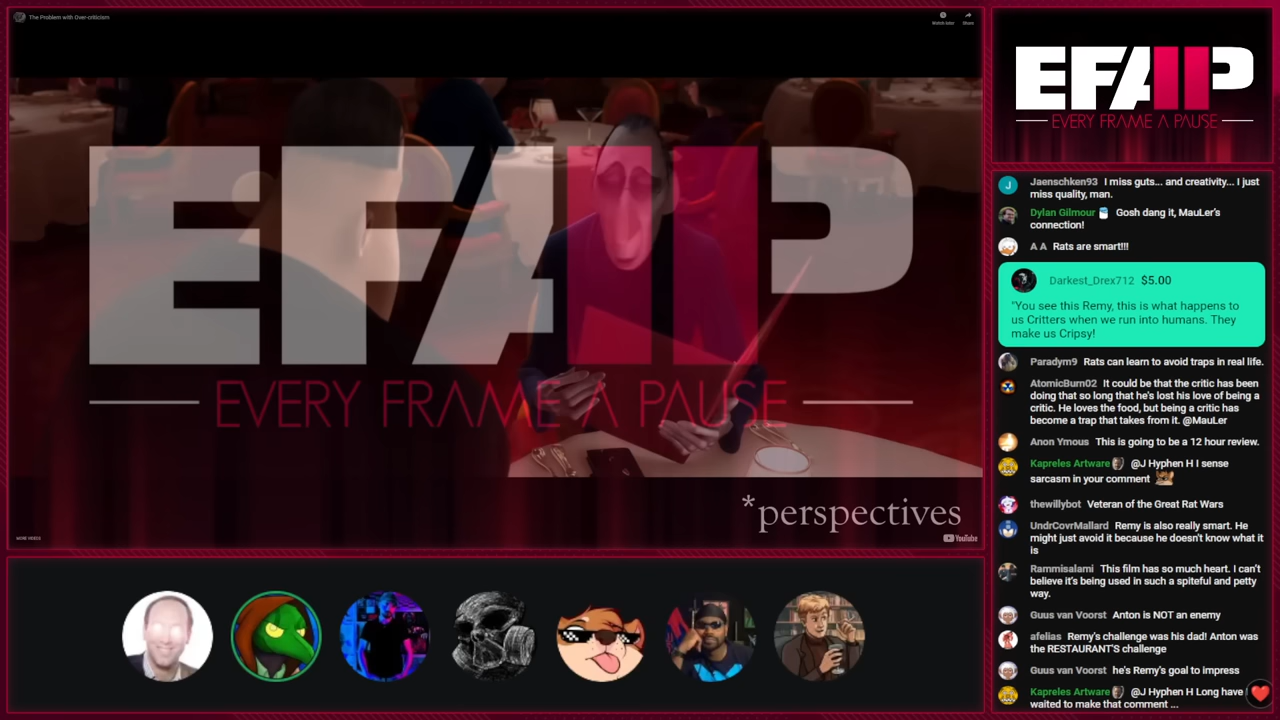 The Problem with Over-criticism
Watch later
Share
EFAP
EVERY FRAME A PAUSE
*perspectives
MORE VIDEOS
YouTube
EFAP
EVERY FRAME A PAUSE
J
Jaenschken93 I miss guts... and creativity... I just
miss quality, man.
Dylan Gilmour Gosh dang it, MauLer's
connection!
A A Rats are smart!!!
Darkest_Drex712 $5.00
"You see this Remy, this is what happens to
us Critters when we run into humans. They
make us Cripsy!
Paradym9 Rats can learn to avoid traps in real life.
AtomicBum02 It could be that the critic has been
doing that so long that he's lost his love of being a
critic. He loves the food, but being a critic has
become a trap that takes from it. @MauLer
Anon Ymous This is going to be a 12 hour review.
Kapreles Artware @J Hyphen H I sense
sarcasm in your comment
thewillybot Veteran of the Great Rat Wars
UndrCovrMallard Remy is also really smart. He
might just avoid it because he doesn't know what it
is
Rammisalami This film has so much heart. I can't
believe it's being used in such a spiteful and petty
way.
Guus van Voorst Anton is NOT an enemy
afelias Remy's challenge was his dad! Anton was
the RESTAURANT'S challenge
Guus van Voorst he's Remy's goal to impress
Kapreles Artware @J Hyphen H Long have
waited to make that comment ...